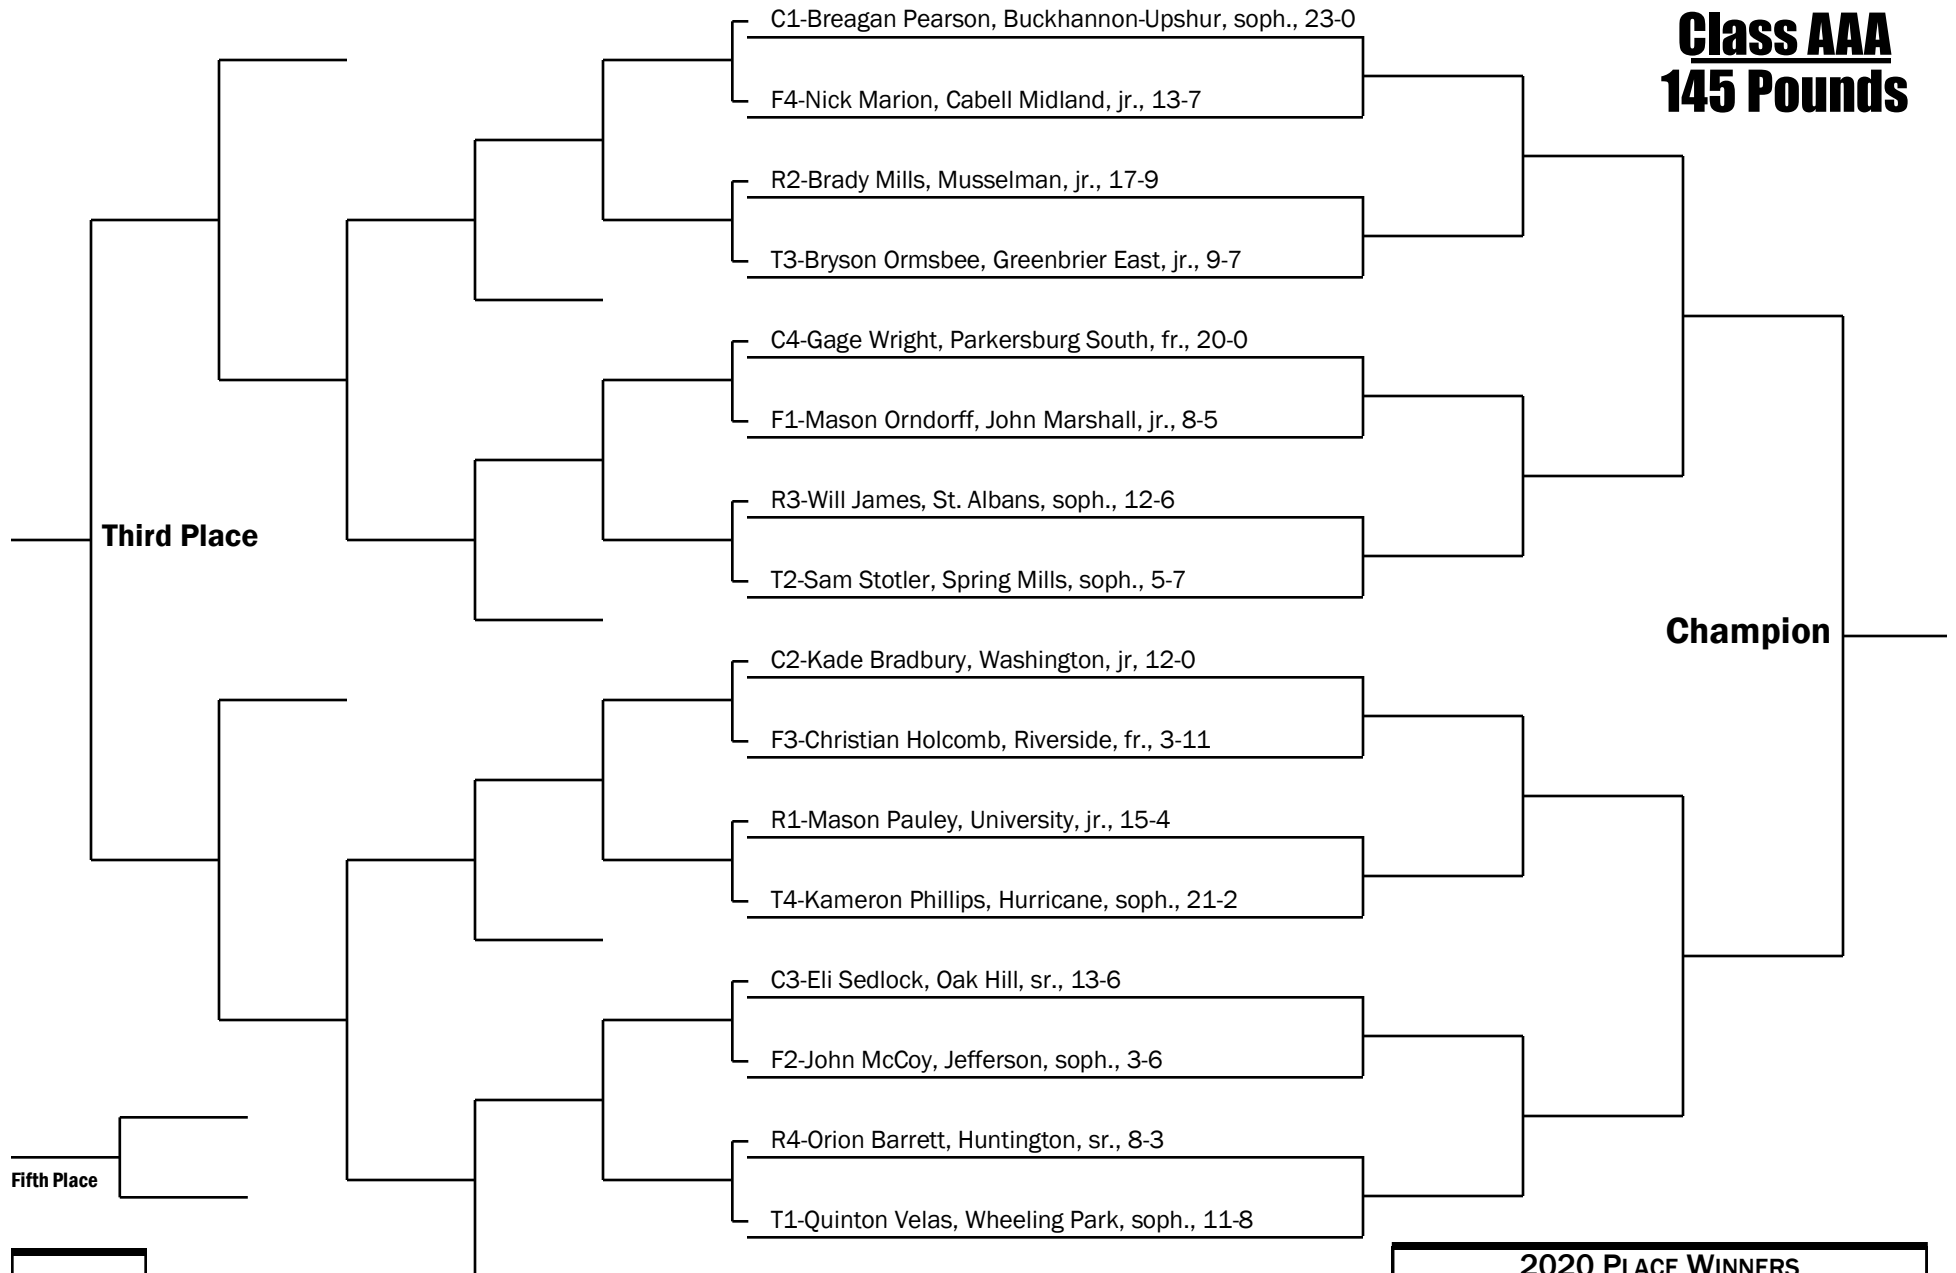 Class AAA
145 Pounds
C1-Breagan Pearson, Buckhannon-Upshur, soph., 23-0
F4-Nick Marion, Cabell Midland, jr., 13-7
R2-Brady Mills, Musselman, jr., 17-9
T3-Bryson Ormsbee, Greenbrier East, jr., 9-7
C4-Gage Wright, Parkersburg South, fr., 20-0
F1-Mason Orndorff, John Marshall, jr., 8-5
R3-Will James, St. Albans, soph., 12-6
Third Place
T2-Sam Stotler, Spring Mills, soph., 5-7
Champion
C2-Kade Bradbury, Washington, jr, 12-0
F3-Christian Holcomb, Riverside, fr., 3-11
R1-Mason Pauley, University, jr., 15-4
T4-Kameron Phillips, Hurricane, soph., 21-2
C3-Eli Sedlock, Oak Hill, sr., 13-6
F2-John McCoy, Jefferson, soph., 3-6
R4-Orion Barrett, Huntington, sr., 8-3
Fifth Place
T1-Quinton Velas, Wheeling Park, soph., 11-8
2020 PLACE WINNERS